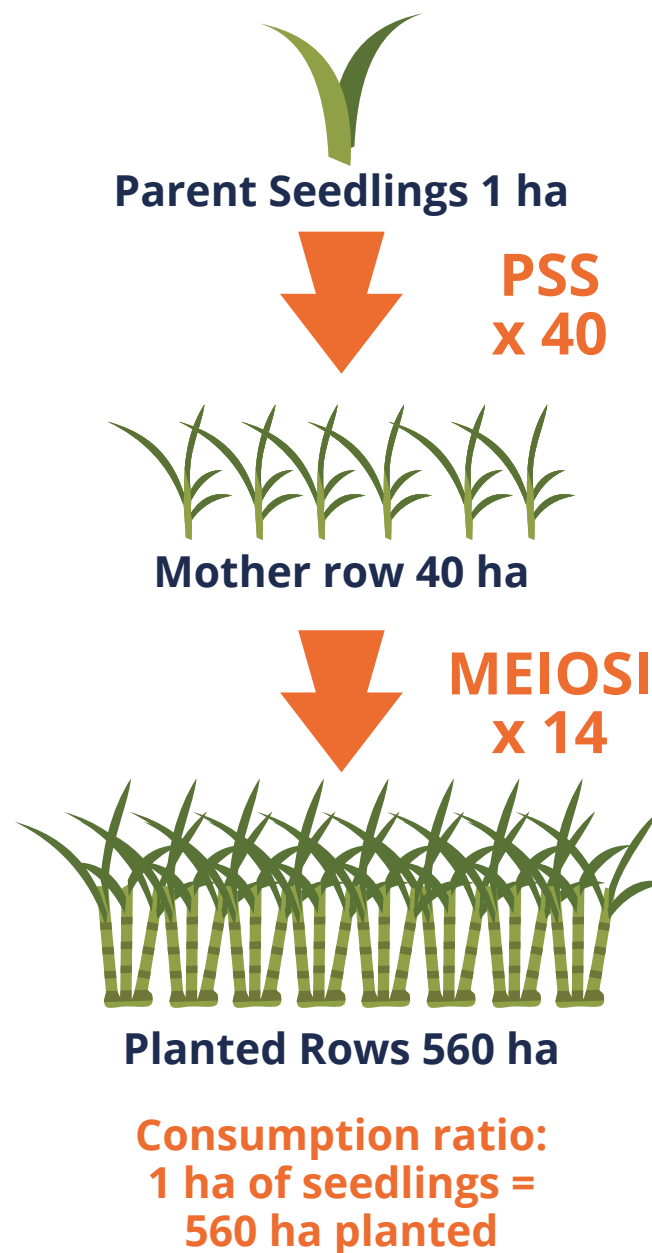 Parent Seedlings 1 ha
PSS
x 40
Mother row 40 ha
MEIOSI
x 14
Planted Rows 560 ha
Consumption ratio:
1 ha of seedlings =
560 ha planted